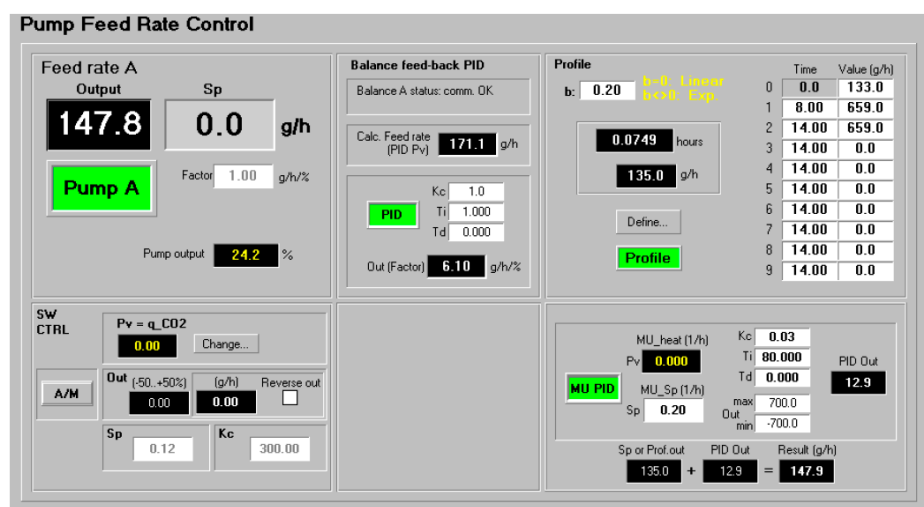 Pump Feed Rate Control
Feed rate A
Output Sp
147.8 0.0 g/h
Pump A
Factor 1.00 g/h/%
Pump output 24.2 %
Balance feed-back PID
Balance A status: comm. OK
Calc. Feed rate
(PID Pv) 171.1 g/h
Kc 1.0
PID Ti 1.000
Td 0.000
Out (Factor) 6.10 g/h/%
Profile
b: 0.20
b=0: Linear
b<>0: Exp.
0.0749 hours
135.0 g/h
Define...
Profile
Time Value (g/h)
0 0.0 133.0
1 8.00 659.0
2 14.00 659.0
3 14.00 0.0
4 14.00 0.0
5 14.00 0.0
6 14.00 0.0
7 14.00 0.0
8 14.00 0.0
9 14.00 0.0
SW
CTRL
Pv = q_CO2
0.00 Change...
A/M
Out (-50..+50%) (g/h) Reverse out
0.00 0.00
Sp
0.12
Kc
300.00
MU PID
MU_heat (1/h)
Pv 0.000
MU_Sp (1/h)
Sp 0.20
Kc 0.03
Ti 80.000
Td 0.000
max 700.0
Out
min -700.0
PID Out
12.9
Sp or Prof.out PID Out Result (g/h)
135.0 + 12.9 = 147.9